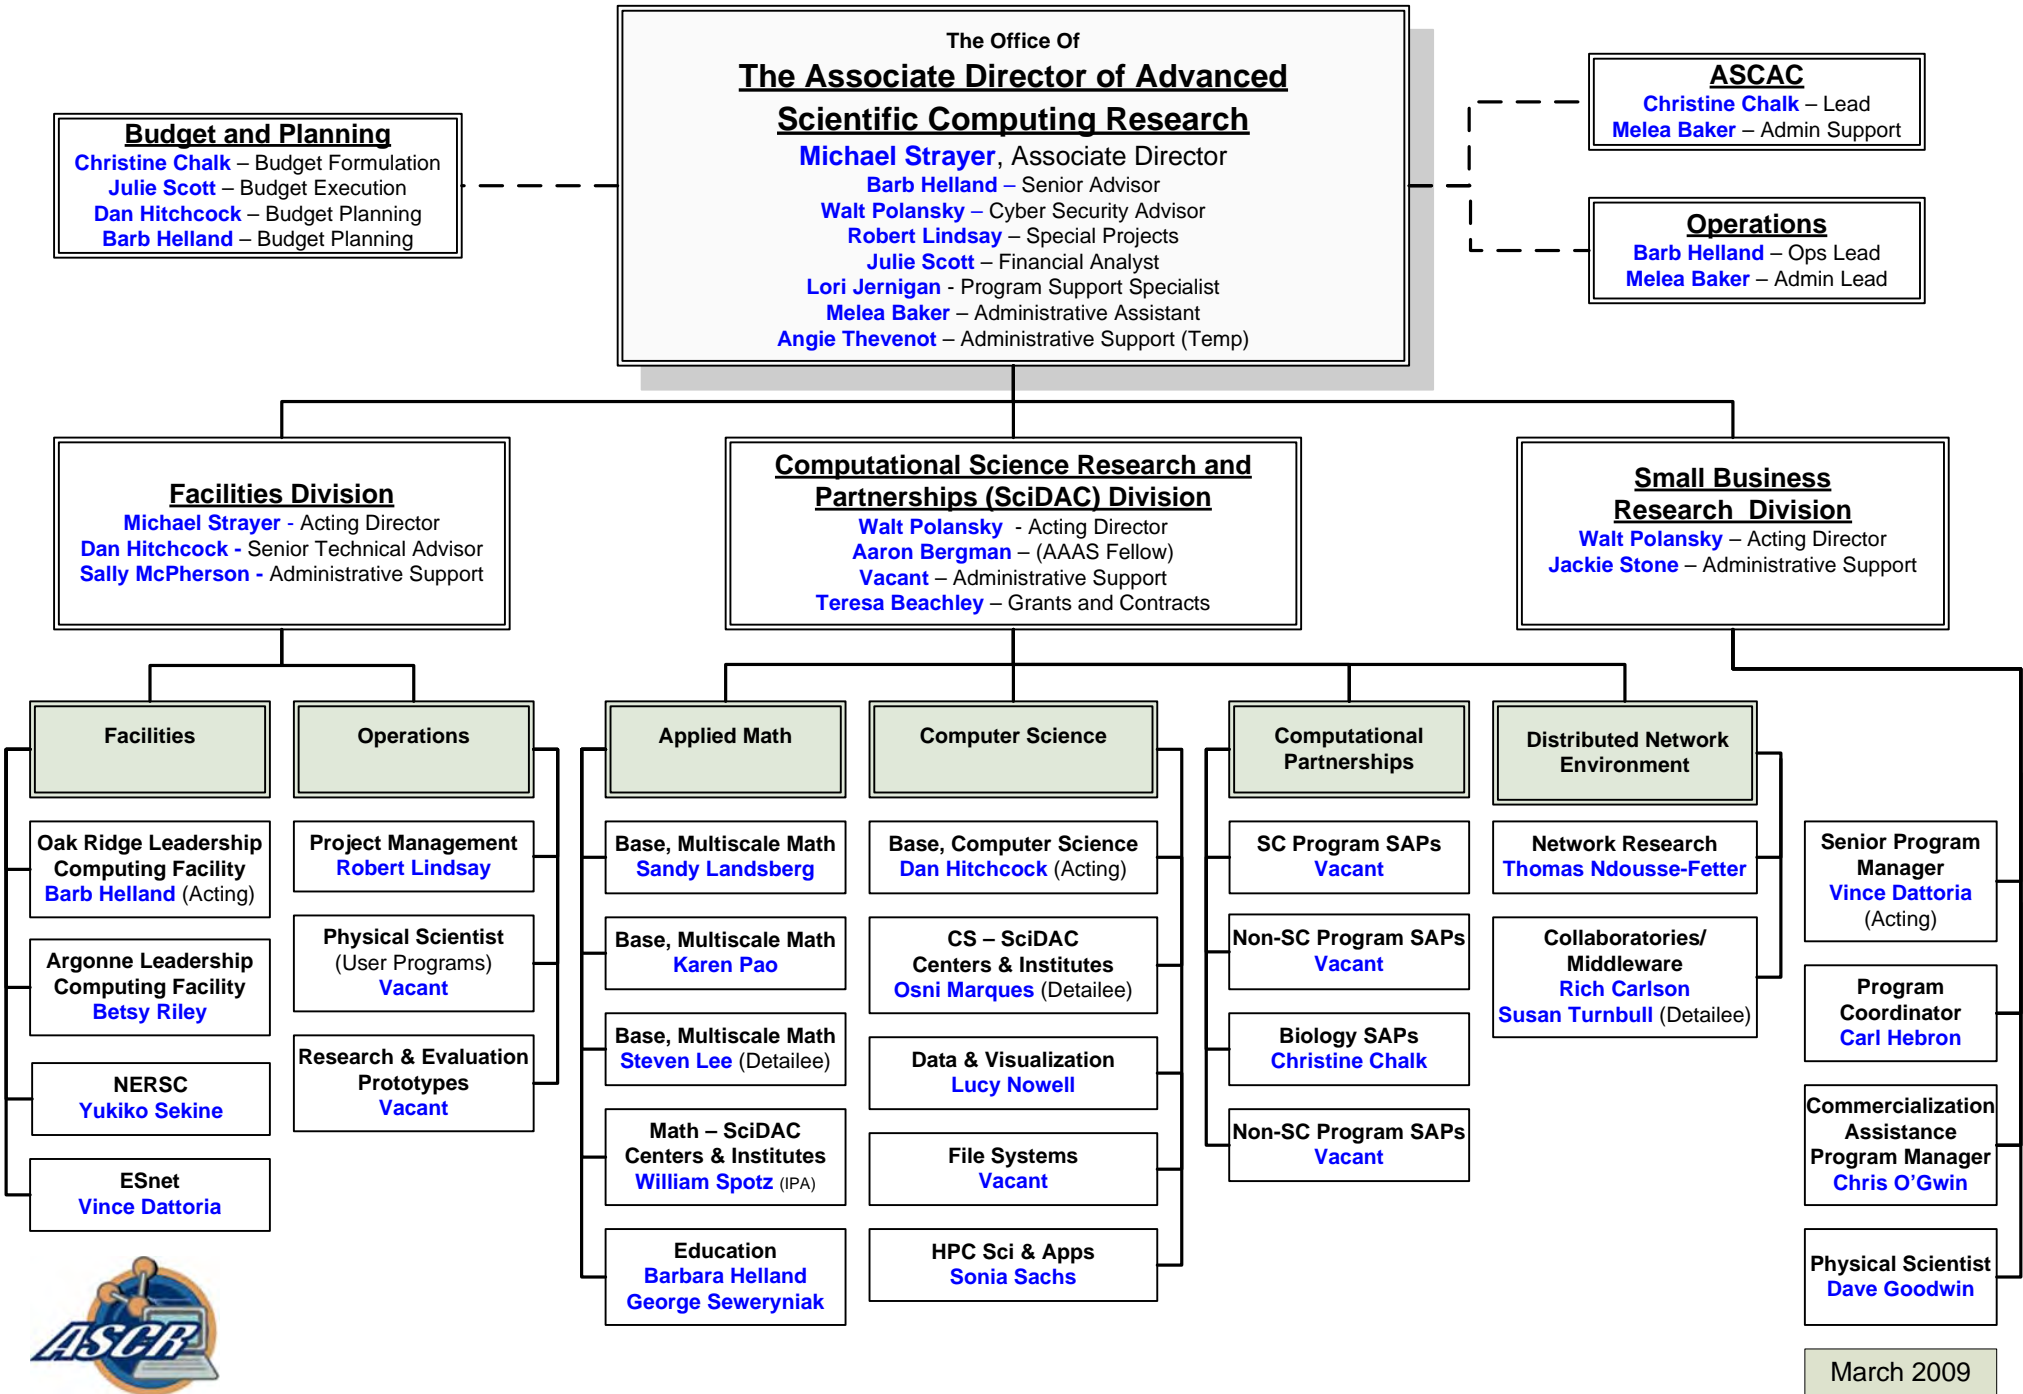 The Office Of
The Associate Director of Advanced
Scientific Computing Research
Michael Strayer, Associate Director
Barb Helland – Senior Advisor
Walt Polansky – Cyber Security Advisor
Robert Lindsay – Special Projects
Julie Scott – Financial Analyst
Lori Jernigan - Program Support Specialist
Melea Baker – Administrative Assistant
Angie Thevenot – Administrative Support (Temp)
Budget and Planning
Christine Chalk – Budget Formulation
Julie Scott – Budget Execution
Dan Hitchcock – Budget Planning
Barb Helland – Budget Planning
ASCAC
Christine Chalk – Lead
Melea Baker – Admin Support
Operations
Barb Helland – Ops Lead
Melea Baker – Admin Lead
Facilities Division
Michael Strayer - Acting Director
Dan Hitchcock - Senior Technical Advisor
Sally McPherson - Administrative Support
Computational Science Research and
Partnerships (SciDAC) Division
Walt Polansky - Acting Director
Aaron Bergman – (AAAS Fellow)
Vacant – Administrative Support
Teresa Beachley – Grants and Contracts
Small Business
Research Division
Walt Polansky – Acting Director
Jackie Stone – Administrative Support
Facilities
Oak Ridge Leadership
Computing Facility
Barb Helland (Acting)
Argonne Leadership
Computing Facility
Betsy Riley
NERSC
Yukiko Sekine
ESnet
Vince Dattoria
Operations
Project Management
Robert Lindsay
Physical Scientist
(User Programs)
Vacant
Research & Evaluation
Prototypes
Vacant
Applied Math
Base, Multiscale Math
Sandy Landsberg
Base, Multiscale Math
Karen Pao
Base, Multiscale Math
Steven Lee (Detailee)
Math – SciDAC
Centers & Institutes
William Spotz (IPA)
Education
Barbara Helland
George Seweryniak
Computer Science
Base, Computer Science
Dan Hitchcock (Acting)
CS – SciDAC
Centers & Institutes
Osni Marques (Detailee)
Data & Visualization
Lucy Nowell
File Systems
Vacant
HPC Sci & Apps
Sonia Sachs
Computational
Partnerships
SC Program SAPs
Vacant
Non-SC Program SAPs
Vacant
Biology SAPs
Christine Chalk
Non-SC Program SAPs
Vacant
Distributed Network
Environment
Network Research
Thomas Ndousse-Fetter
Collaboratories/
Middleware
Rich Carlson
Susan Turnbull (Detailee)
Senior Program
Manager
Vince Dattoria
(Acting)
Program
Coordinator
Carl Hebron
Commercialization
Assistance
Program Manager
Chris O’Gwin
Physical Scientist
Dave Goodwin
ASCR
March 2009